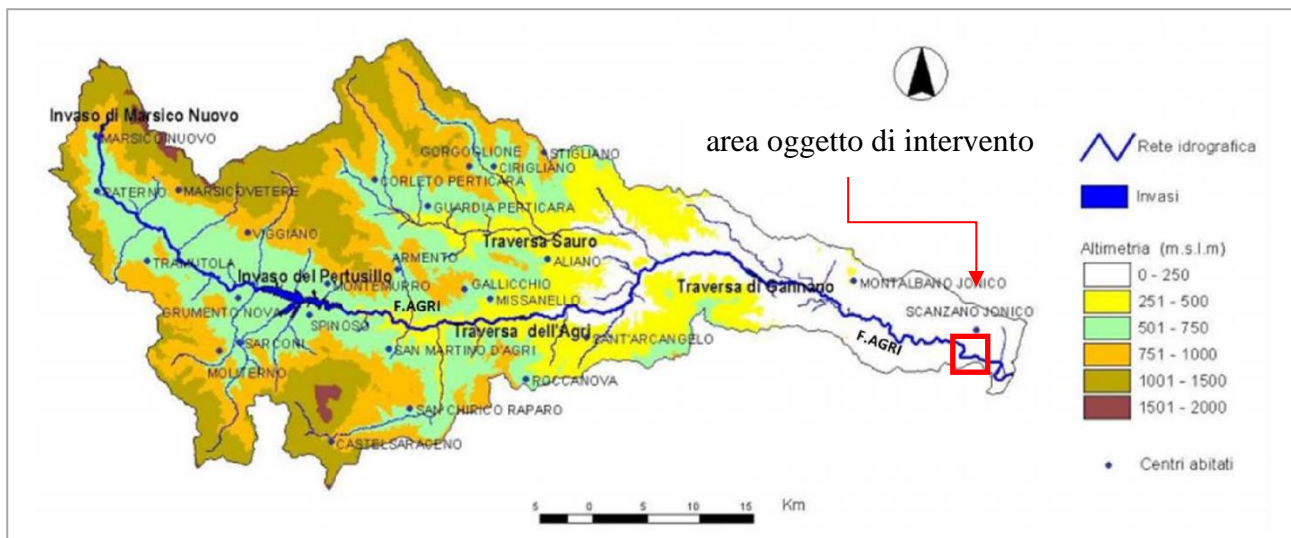 Invaso di Marsico Nuovo
MARSICO NUOVO
PATERNO
MARSICOVETERE
VIGGIANO
TRAMUTOLA
GRUMENTO NOVA
SARCONI
MOLITERNO
Invaso del Pertusillo
MONTEMURRO
SPINOSO
ARMENTO
CORLETO PERTICARA
GUARDIA PERTICARA
GORGOGLIONE
CIRIGLIANO
STIGLIANO
Traversa Sauro
ALIANO
GALLICCHIO
MISSANELLO
F.AGRI
Traversa dell'Agri
SAN MARTINO D'AGRI
SANT'ARCANGELO
ROCCANOVA
SAN CHIRICO RAPARO
CASTELSARACENO
Traversa di Gannano
MONTALBANO JONICO
SCANZANO JONICO
F.AGRI
area oggetto di intervento
Rete idrografica
Invasi
Altimetria (m.s.l.m)
0 - 250
251 - 500
501 - 750
751 - 1000
1001 - 1500
1501 - 2000
Centri abitati
5 0 5 10 15 Km